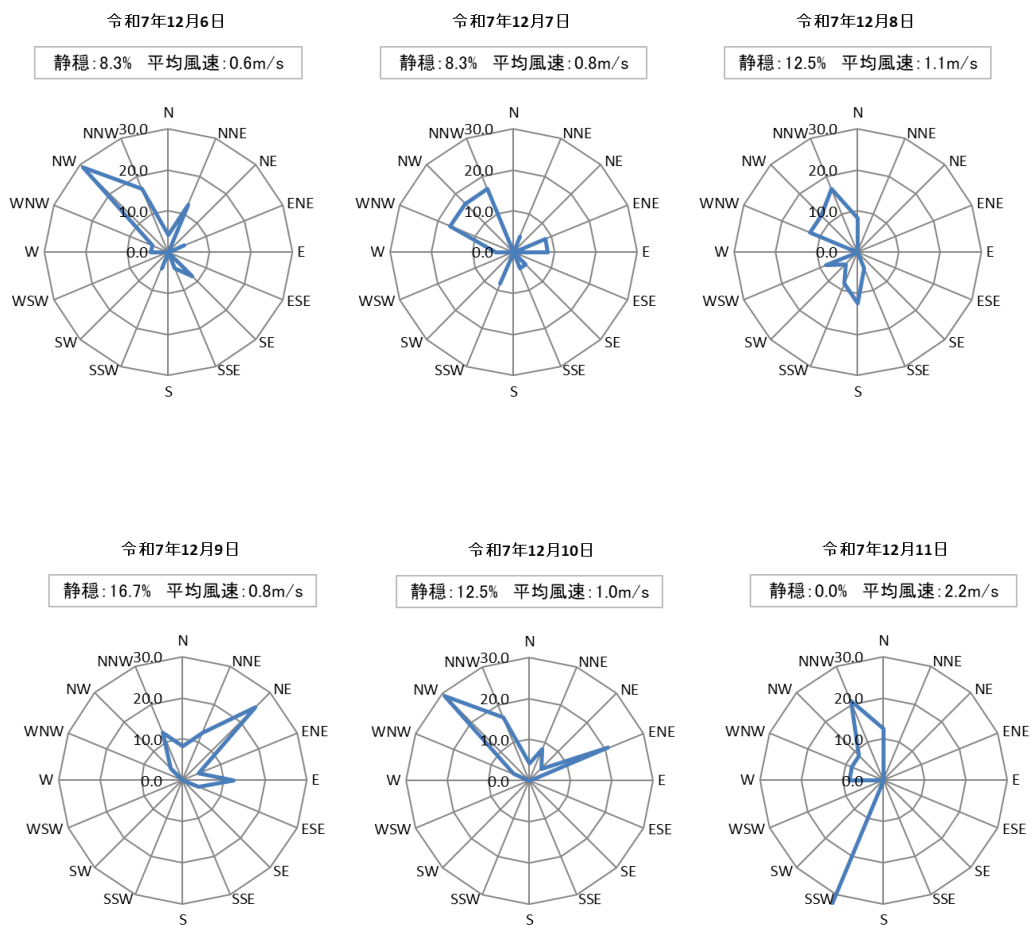 令和7年12月6日
静穏:8.3% 平均風速:0.6m/s
N
NNW 30.0 NNE
NW 20.0 NE
WNW 10.0 ENE
W 0.0 E
WSW ESE
SW SE
SSW SSE
S
令和7年12月7日
静穏:8.3% 平均風速:0.8m/s
N
NNW 30.0 NNE
NW 20.0 NE
WNW 10.0 ENE
W 0.0 E
WSW ESE
SW SE
SSW SSE
S
令和7年12月8日
静穏:12.5% 平均風速:1.1m/s
N
NNW 30.0 NNE
NW 20.0 NE
WNW 10.0 ENE
W 0.0 E
WSW ESE
SW SE
SSW SSE
S
令和7年12月9日
静穏:16.7% 平均風速:0.8m/s
N
NNW 30.0 NNE
NW 20.0 NE
WNW 10.0 ENE
W 0.0 E
WSW ESE
SW SE
SSW SSE
S
令和7年12月10日
静穏:12.5% 平均風速:1.0m/s
N
NNW 30.0 NNE
NW 20.0 NE
WNW 10.0 ENE
W 0.0 E
WSW ESE
SW SE
SSW SSE
S
令和7年12月11日
静穏:0.0% 平均風速:2.2m/s
N
NNW 30.0 NNE
NW 20.0 NE
WNW 10.0 ENE
W 0.0 E
WSW ESE
SW SE
SSW SSE
S